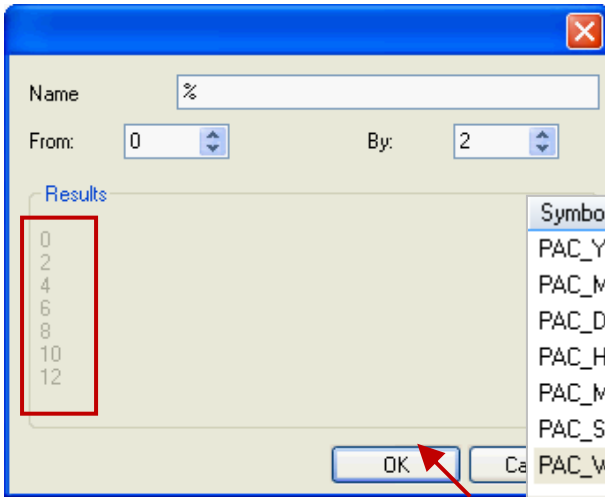 Name %
From: 0 By: 2
Results
0
2
4
6
8
10
12
OK Ca
Symbo
PAC_Y
PAC_M
PAC_D
PAC_H
PAC_M
PAC_S